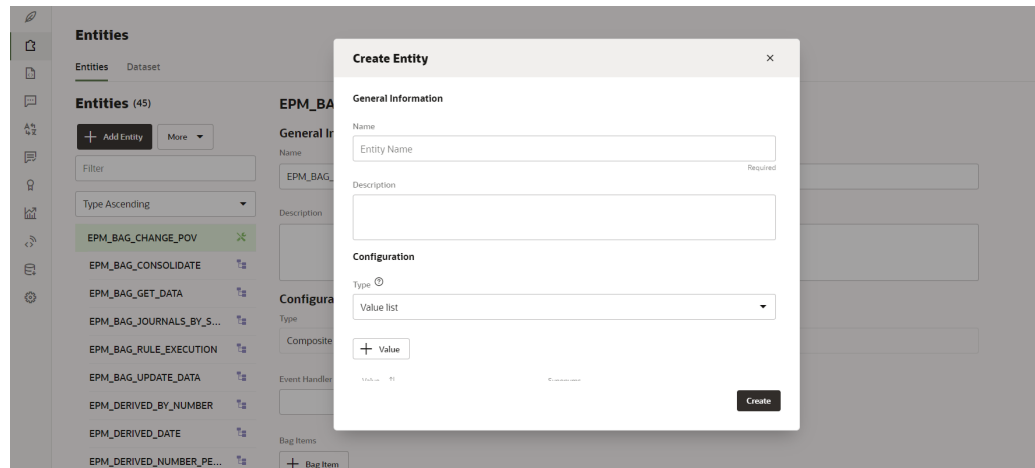 Entities
Entities Dataset
Entities (45)
+ Add Entity More
Filter
Type Ascending
EPM_BAG_CHANGE_POV
EPM_BAG_CONSOLIDATE
EPM_BAG_GET_DATA
EPM_BAG_JOURNALS_BY_S...
EPM_BAG_RULE_EXECUTION
EPM_BAG_UPDATE_DATA
EPM_DERIVED_BY_NUMBER
EPM_DERIVED_DATE
EPM_DERIVED_NUMBER_PE...
EPM_BA
General In
Name
EPM_BAG_
Description
Configura
Type
Composite
Event Handler
Bag Items
+ Bag Item
Create Entity
General Information
Name
Entity Name
Required
Description
Configuration
Type
Value list
+ Value
Value
Synonyms
Create